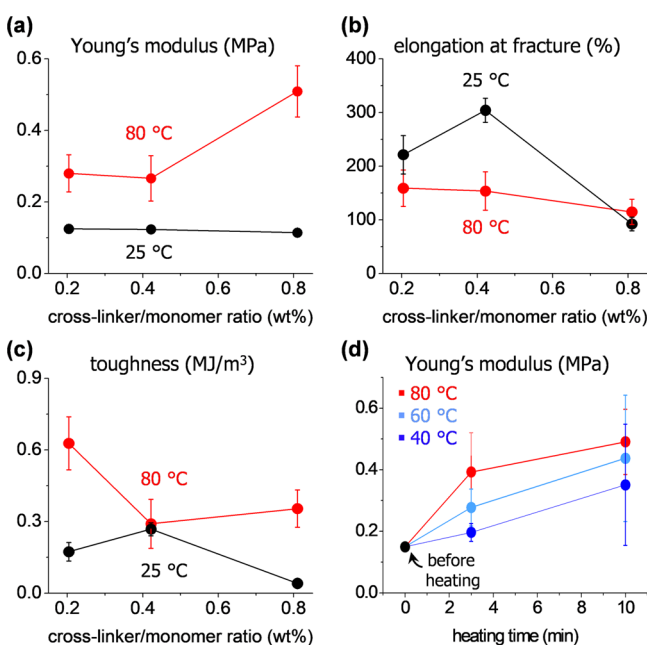 (a)
Young's modulus (MPa)
0.6
0.4
0.2
0.0
80 °C
25 °C
0.2 0.4 0.6 0.8
cross-linker/monomer ratio (wt%)
(b)
elongation at fracture (%)
400
300
200
100
0
25 °C
80 °C
0.2 0.4 0.6 0.8
cross-linker/monomer ratio (wt%)
(c)
toughness (MJ/m³)
0.9
0.6
0.3
0.0
80 °C
25 °C
0.2 0.4 0.6 0.8
cross-linker/monomer ratio (wt%)
(d)
Young's modulus (MPa)
0.6
0.4
0.2
0.0
80 °C
60 °C
40 °C
before
heating
0 2 4 6 8 10
heating time (min)